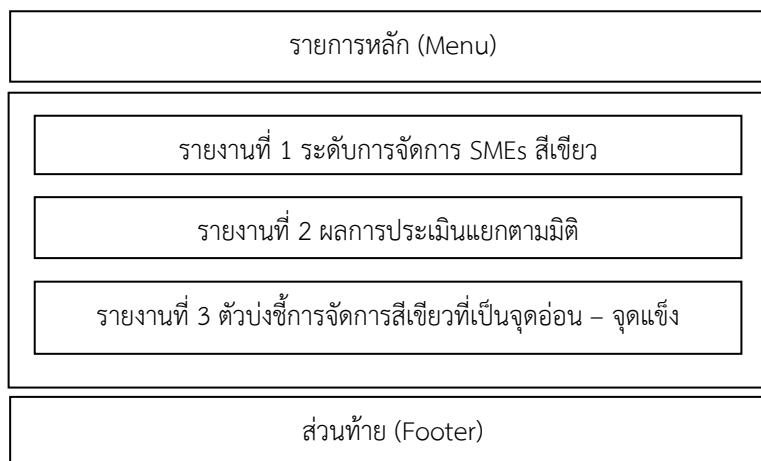 รายการหลัก (Menu)
รายงานที่ 1 ระดับการจัดการ SMEs สีเขียว
รายงานที่ 2 ผลการประเมินแยกตามมิติ
รายงานที่ 3 ตัวบ่งชี้การจัดการสีเขียวที่เป็นจุดอ่อน – จุดแข็ง
ส่วนท้าย (Footer)